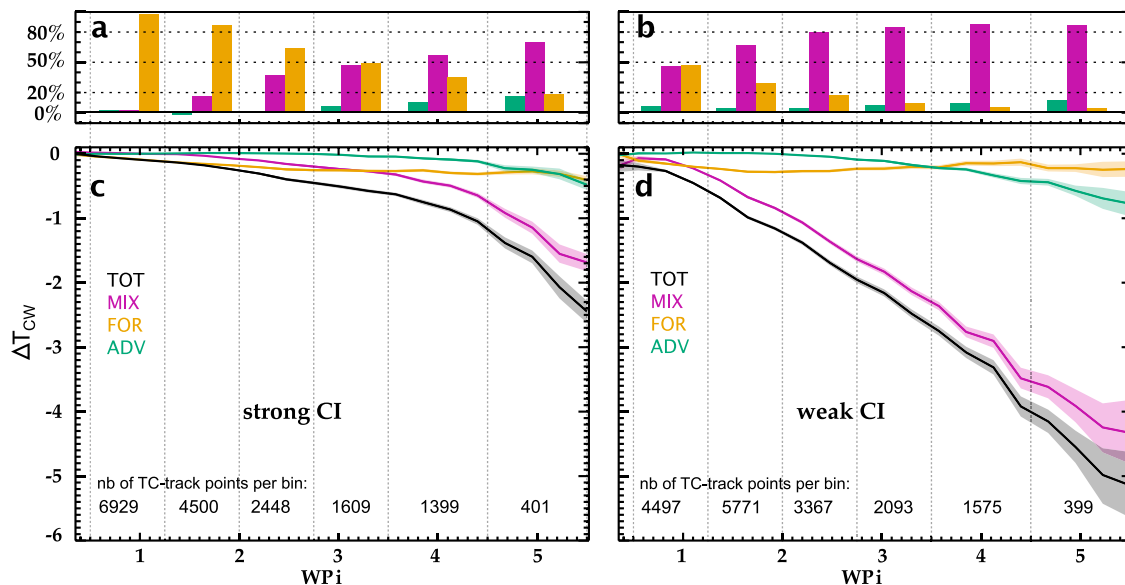 a
b
80%
50%
20%
0%
c
d
0
-1
-2
-3
-4
-5
-6
ΔT_CW
TOT
MIX
FOR
ADV
TOT
MIX
FOR
ADV
strong CI
weak CI
nb of TC-track points per bin:
6929 4500 2448 1609 1399 401
nb of TC-track points per bin:
4497 5771 3367 2093 1575 399
1 2 3 4 5
1 2 3 4 5
WPi
WPi